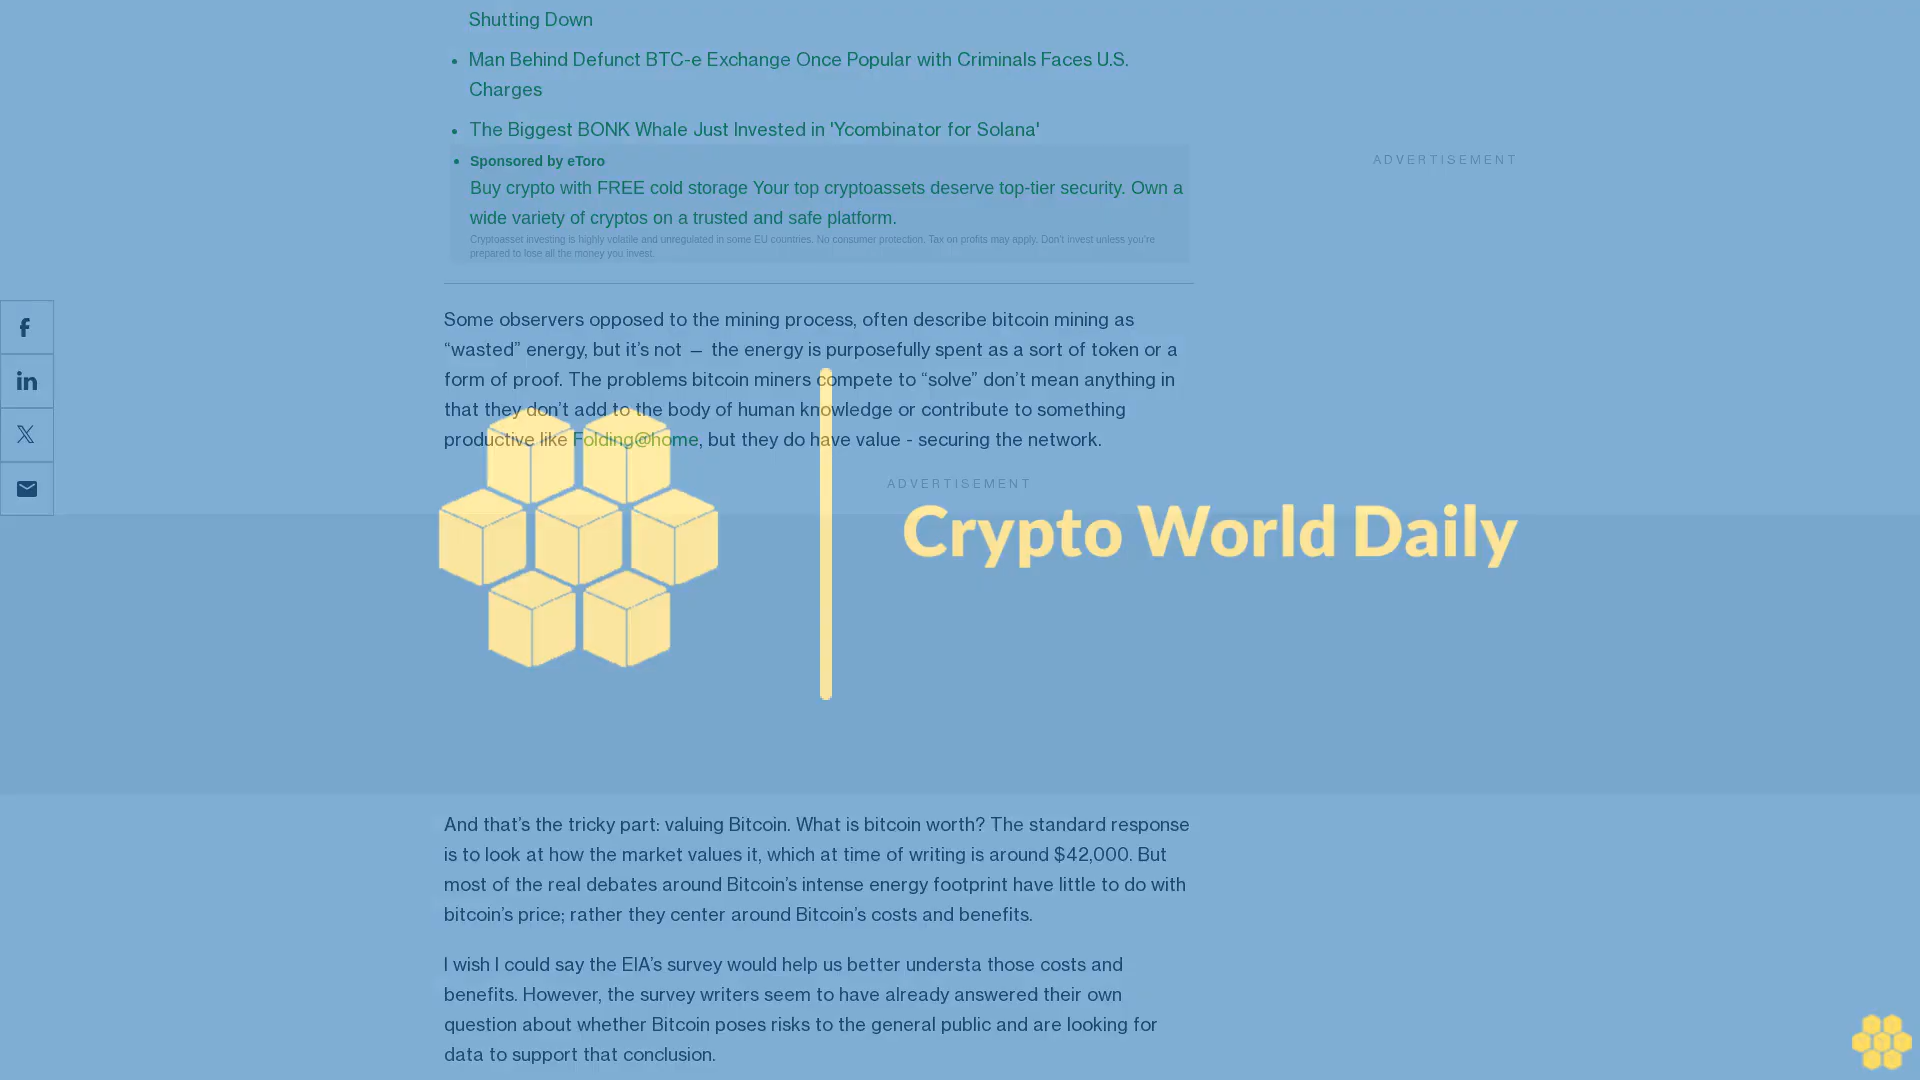 Shutting Down
• Man Behind Defunct BTC-e Exchange Once Popular with Criminals Faces U.S.
Charges
• The Biggest BONK Whale Just Invested in 'Ycombinator for Solana'
• Sponsored by eToro
Buy crypto with FREE cold storage Your top cryptoassets deserve top-tier security. Own a
wide variety of cryptos on a trusted and safe platform.
Cryptoasset investing is highly volatile and unregulated in some EU countries. No consumer protection. Tax on profits may apply. Don't invest unless you're
prepared to lose all the money you invest.
ADVERTISEMENT
Some observers opposed to the mining process, often describe bitcoin mining as
“wasted” energy, but it’s not — the energy is purposefully spent as a sort of token or a
form of proof. The problems bitcoin miners compete to “solve” don’t mean anything in
that they don’t add to the body of human knowledge or contribute to something
productive like Folding@home, but they do have value - securing the network.
ADVERTISEMENT
Crypto World Daily
And that’s the tricky part: valuing Bitcoin. What is bitcoin worth? The standard response
is to look at how the market values it, which at time of writing is around $42,000. But
most of the real debates around Bitcoin’s intense energy footprint have little to do with
bitcoin’s price; rather they center around Bitcoin’s costs and benefits.
I wish I could say the EIA’s survey would help us better understa those costs and
benefits. However, the survey writers seem to have already answered their own
question about whether Bitcoin poses risks to the general public and are looking for
data to support that conclusion.